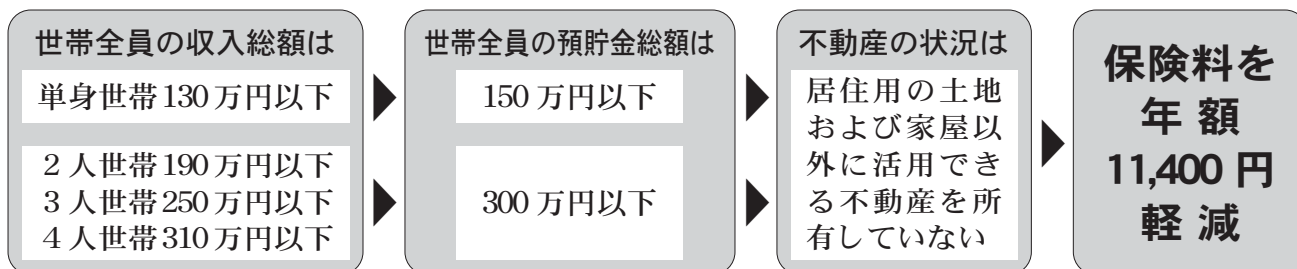 世帯全員の収入総額は
単身世帯130万円以下
2人世帯190万円以下
3人世帯250万円以下
4人世帯310万円以下
世帯全員の預貯金総額は
150万円以下
300万円以下
不動産の状況は
居住用の土地
および家屋以
外に活用でき
る不動産を所
有していない
保険料を
年額
11,400円
軽減